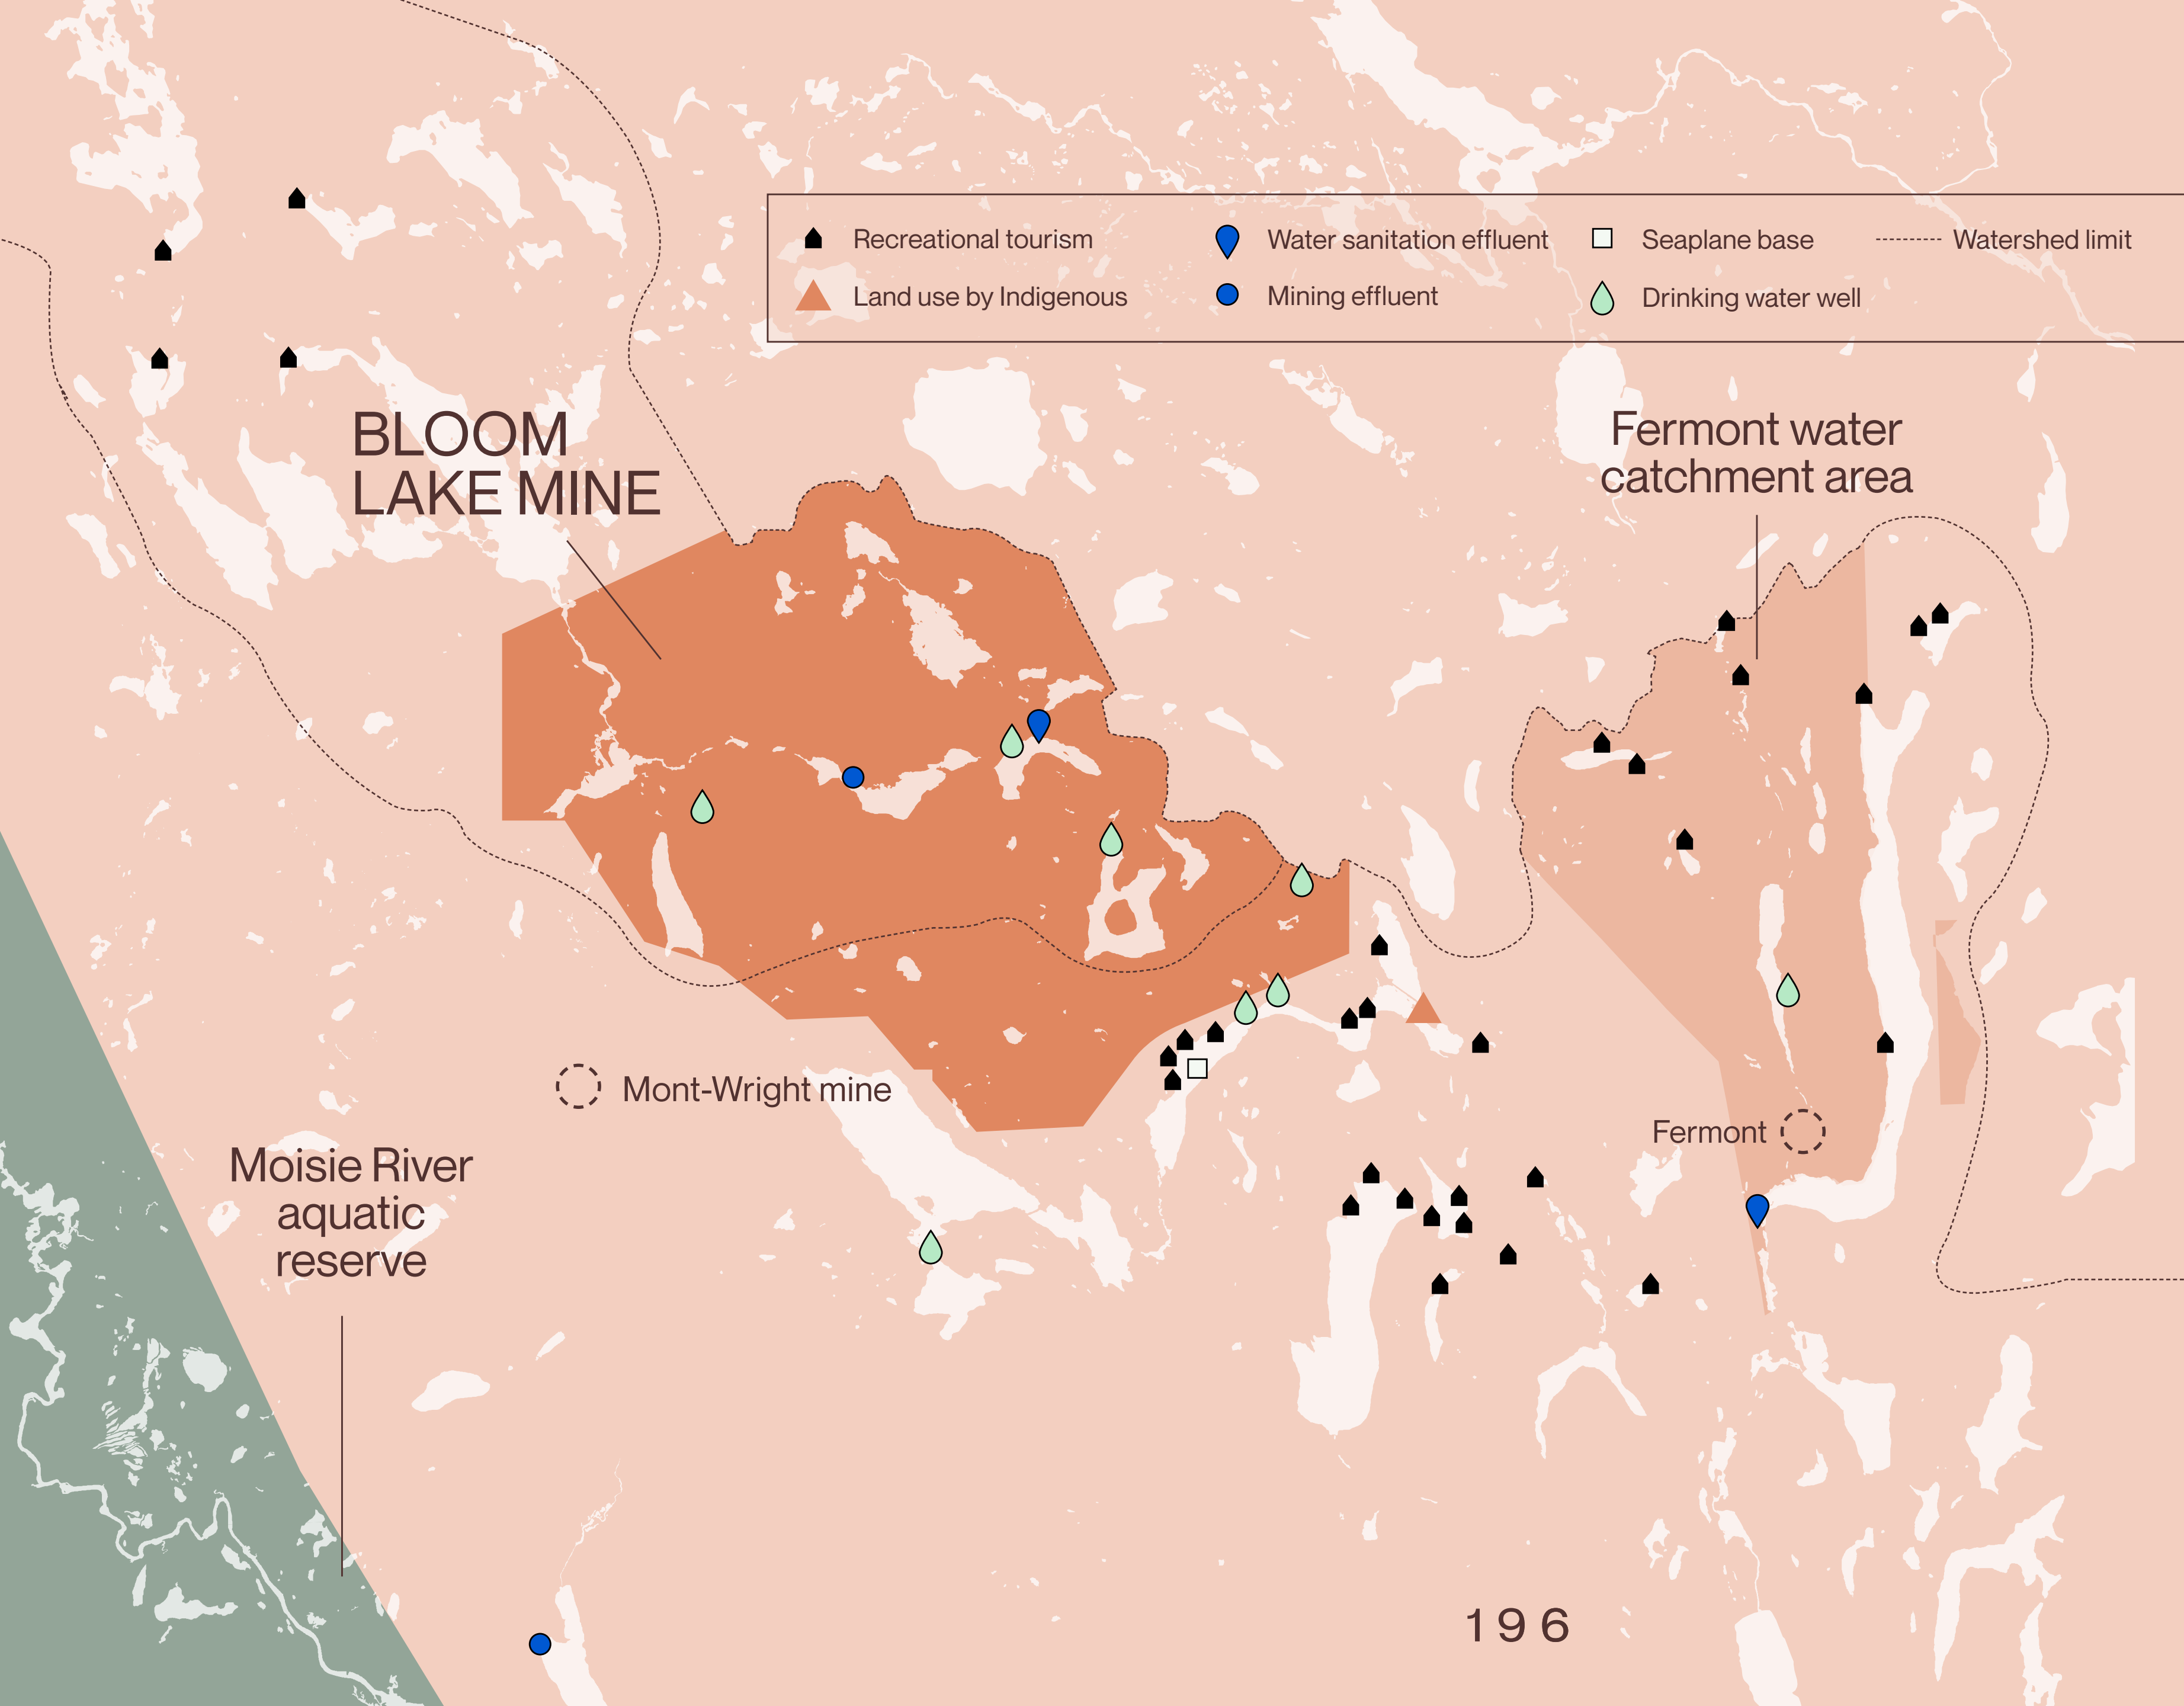 Recreational tourism
Water sanitation effluent
Seaplane base
Watershed limit
Land use by Indigenous
Mining effluent
Drinking water well
BLOOM
LAKE MINE
Fermont water
catchment area
Mont-Wright mine
Fermont
Moisie River
aquatic
reserve
196